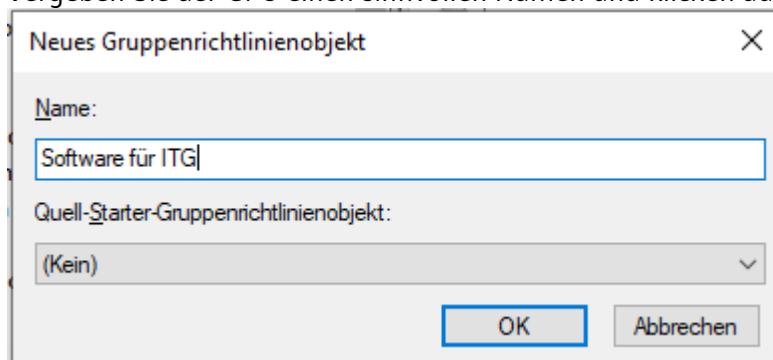 Neues Gruppenrichtlinienobjekt
Name:
Software für ITG
Quell-Starter-Gruppenrichtlinienobjekt:
(Kein)
OK Abbrechen